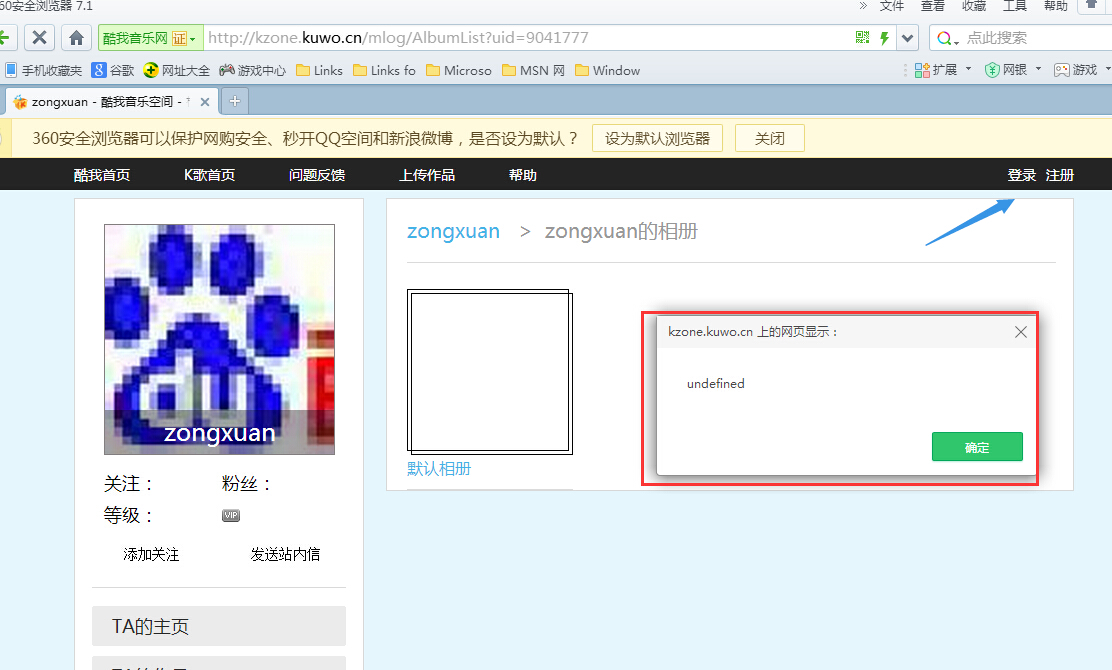 60安全浏览器 7.1
文件 查看 收藏 工具 帮助
酷我音乐网 证 http://kzone.kuwo.cn/mlog/AlbumList?uid=9041777 点此搜索
手机收藏夹 谷歌 网址大全 游戏中心 Links Links fo Microso MSN 网 Window 扩展 网银 游戏
zongxuan - 酷我音乐空间 -
360安全浏览器可以保护网购安全、秒开QQ空间和新浪微博，是否设为默认？ 设为默认浏览器 关闭
酷我首页 K歌首页 问题反馈 上传作品 帮助 登录 注册
zongxuan > zongxuan的相册
kzone.kuwo.cn 上的网页显示：
undefined
确定
zongxuan
默认相册
关注： 粉丝：
等级： VIP
添加关注 发送站内信
TA的主页